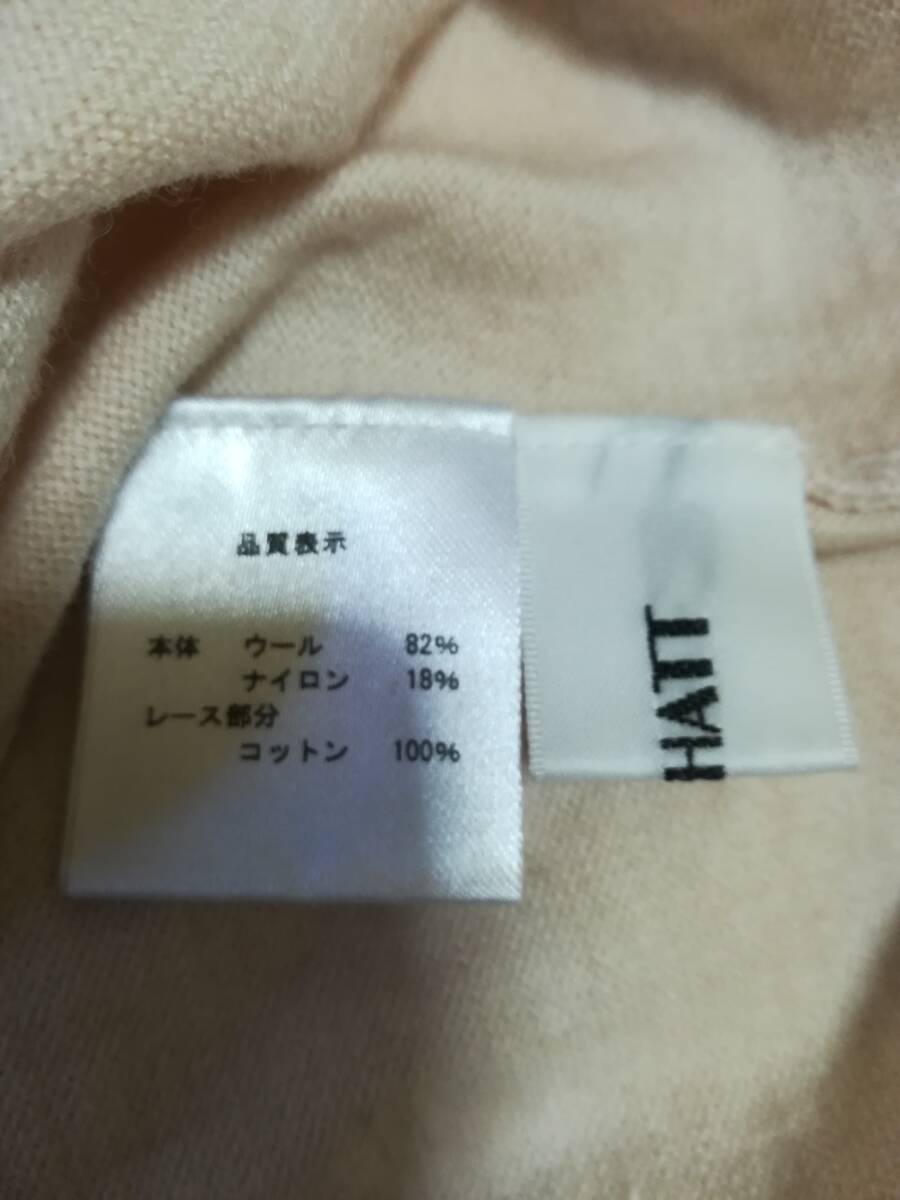 品質表示
本体 ウール 82%
ナイロン 18%
レース部分
コットン 100%
HATT